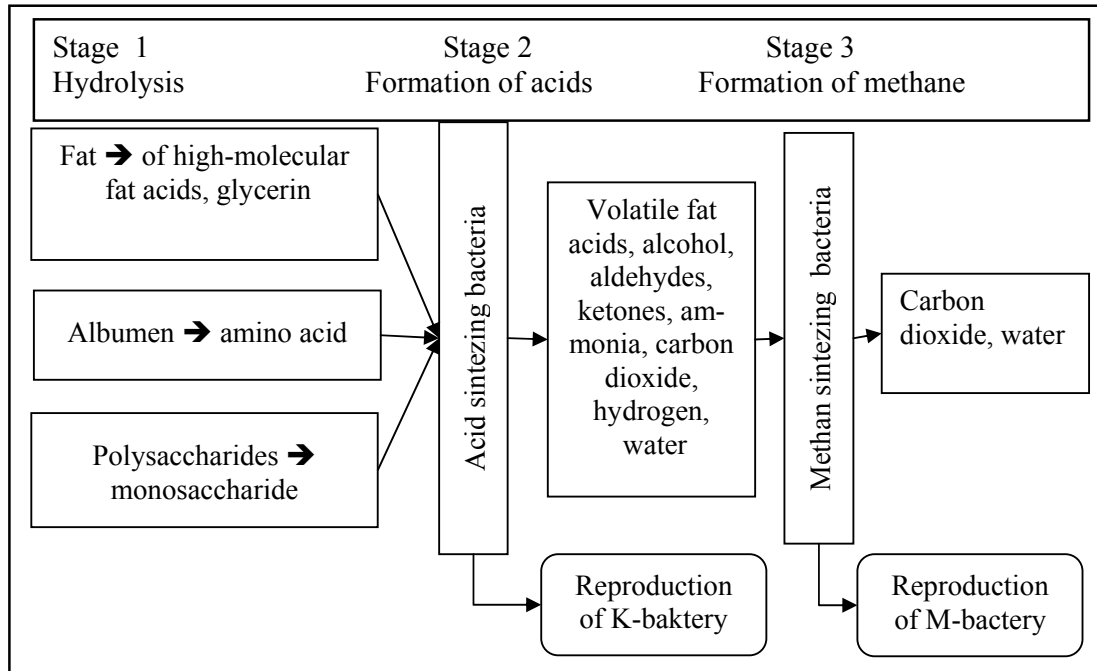 Stage 1
Hydrolysis
Stage 2
Formation of acids
Stage 3
Formation of methane
Fat ➔ of high-molecular
fat acids, glycerin
Albumen ➔ amino acid
Polysaccharides ➔
monosaccharide
Acid sintezing bacteria
Volatile fat
acids, alcohol,
aldehydes,
ketones, am-
monia, carbon
dioxide,
hydrogen,
water
Methan sintezing bacteria
Carbon
dioxide, water
Reproduction
of K-baktery
Reproduction
of M-bactery